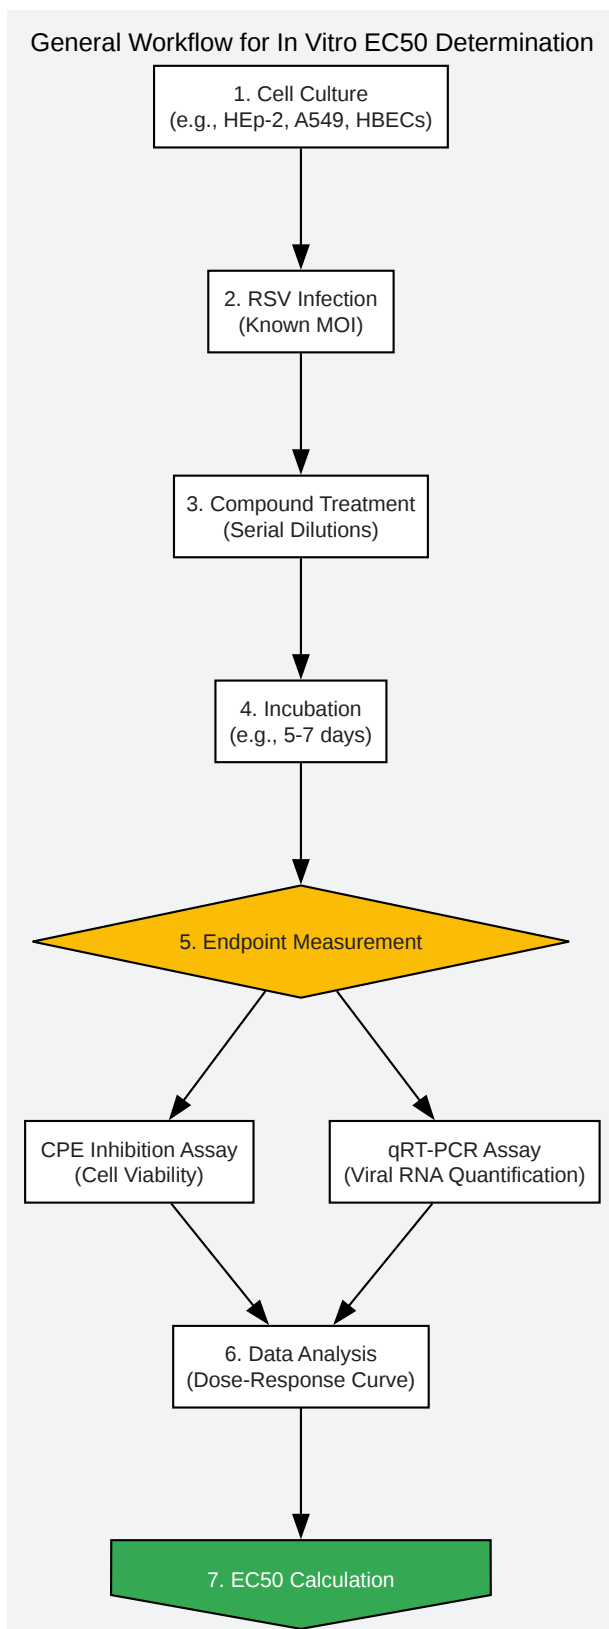 General Workflow for In Vitro EC50 Determination
1. Cell Culture
(e.g., HEp-2, A549, HBECs)
2. RSV Infection
(Known MOI)
3. Compound Treatment
(Serial Dilutions)
4. Incubation
(e.g., 5-7 days)
5. Endpoint Measurement
CPE Inhibition Assay
(Cell Viability)
qRT-PCR Assay
(Viral RNA Quantification)
6. Data Analysis
(Dose-Response Curve)
7. EC50 Calculation